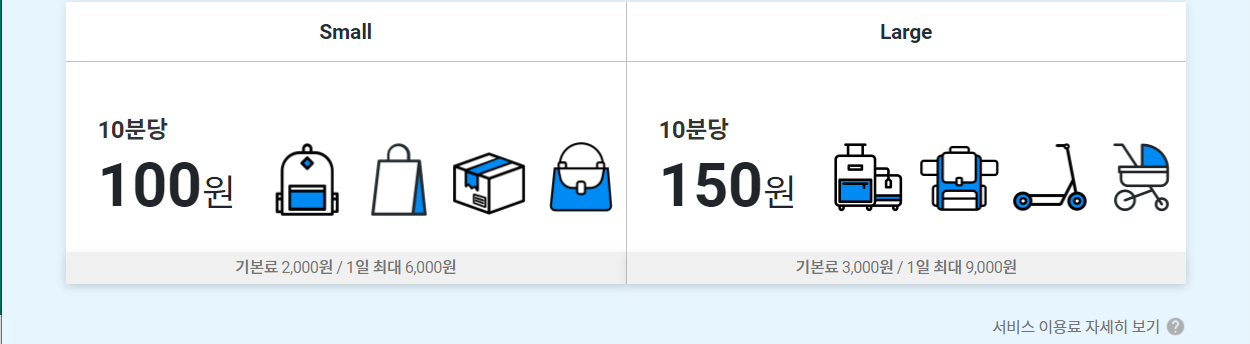 Small
Large
10분당
100원
10분당
150원
기본료 2,000원 / 1일 최대 6,000원
기본료 3,000원 / 1일 최대 9,000원
서비스 이용료 자세히 보기 ?